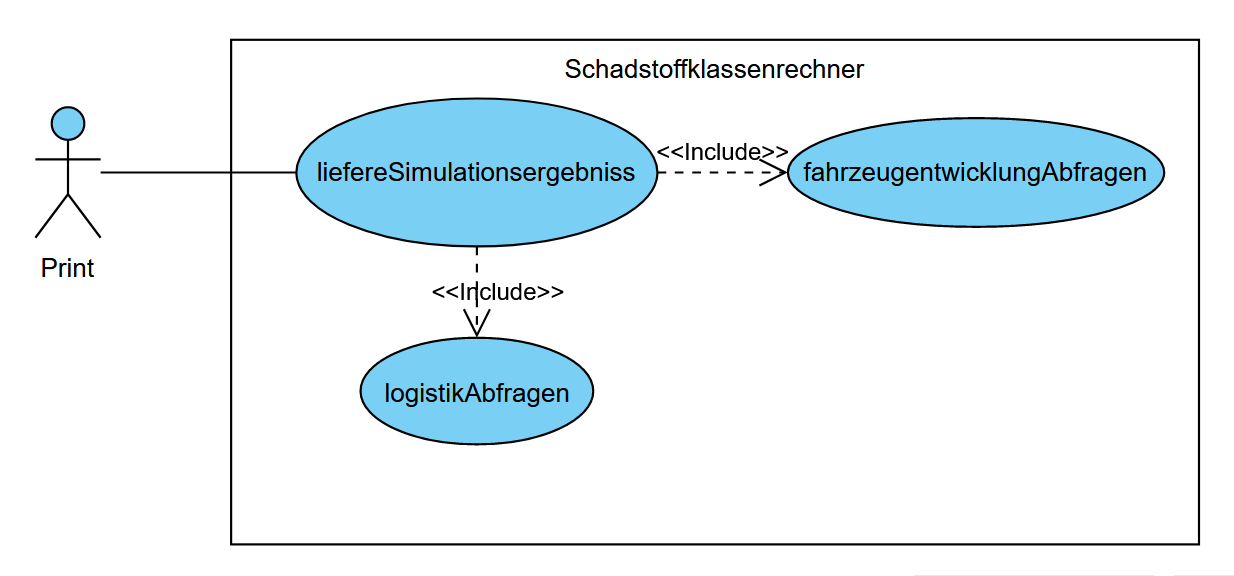 Schadstoffklassenrechner
<<Include>>
liefereSimulationsergebniss
fahrzeugentwicklungAbfragen
Print
<<Include>>
logistikAbfragen